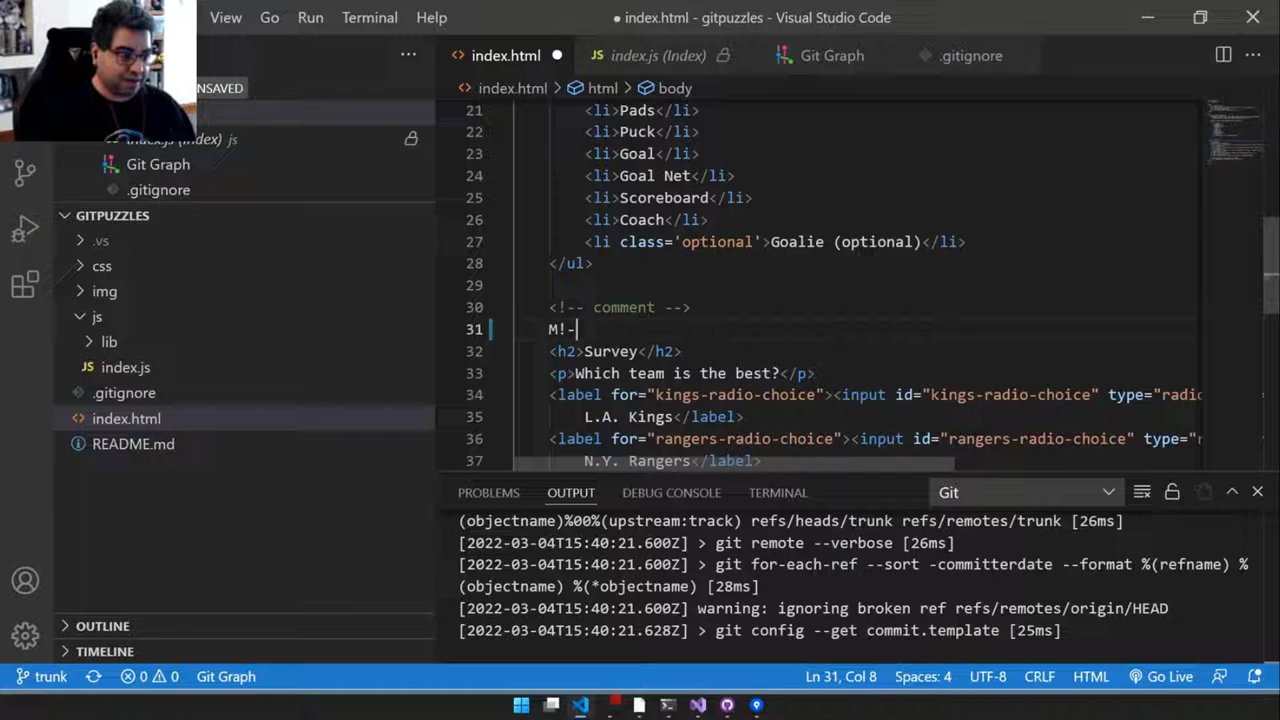 View Go Run Terminal Help
● index.html - gitpuzzles - Visual Studio Code
index.html
index.js (Index)
Git Graph
.gitignore
NSAVED
index.html > html > body
index.js (Index) js
Git Graph
.gitignore
GITPUZZLES
.vs
css
img
js
lib
JS index.js
.gitignore
index.html
README.md
OUTLINE
TIMELINE
21 <li>Pads</li>
22 <li>Puck</li>
23 <li>Goal</li>
24 <li>Goal Net</li>
25 <li>Scoreboard</li>
26 <li>Coach</li>
27 <li class='optional'>Goalie (optional)</li>
28 </ul>
29
30 <!-- comment -->
31 M!-
32 <h2>Survey</h2>
33 <p>Which team is the best?</p>
34 <label for="kings-radio-choice"><input id="kings-radio-choice" type="radio
35 L.A. Kings</label>
36 <label for="rangers-radio-choice"><input id="rangers-radio-choice" type="r
37 N.Y. Rangers</label>
PROBLEMS OUTPUT DEBUG CONSOLE TERMINAL Git
(objectname)%00%(upstream:track) refs/heads/trunk refs/remotes/trunk [26ms]
[2022-03-04T15:40:21.600Z] > git remote --verbose [26ms]
[2022-03-04T15:40:21.600Z] > git for-each-ref --sort -committerdate --format %(refname) %
(objectname) %(*objectname) [28ms]
[2022-03-04T15:40:21.600Z] warning: ignoring broken ref refs/remotes/origin/HEAD
[2022-03-04T15:40:21.628Z] > git config --get commit.template [25ms]
trunk 0 0 Git Graph Ln 31, Col 8 Spaces: 4 UTF-8 CRLF HTML Go Live